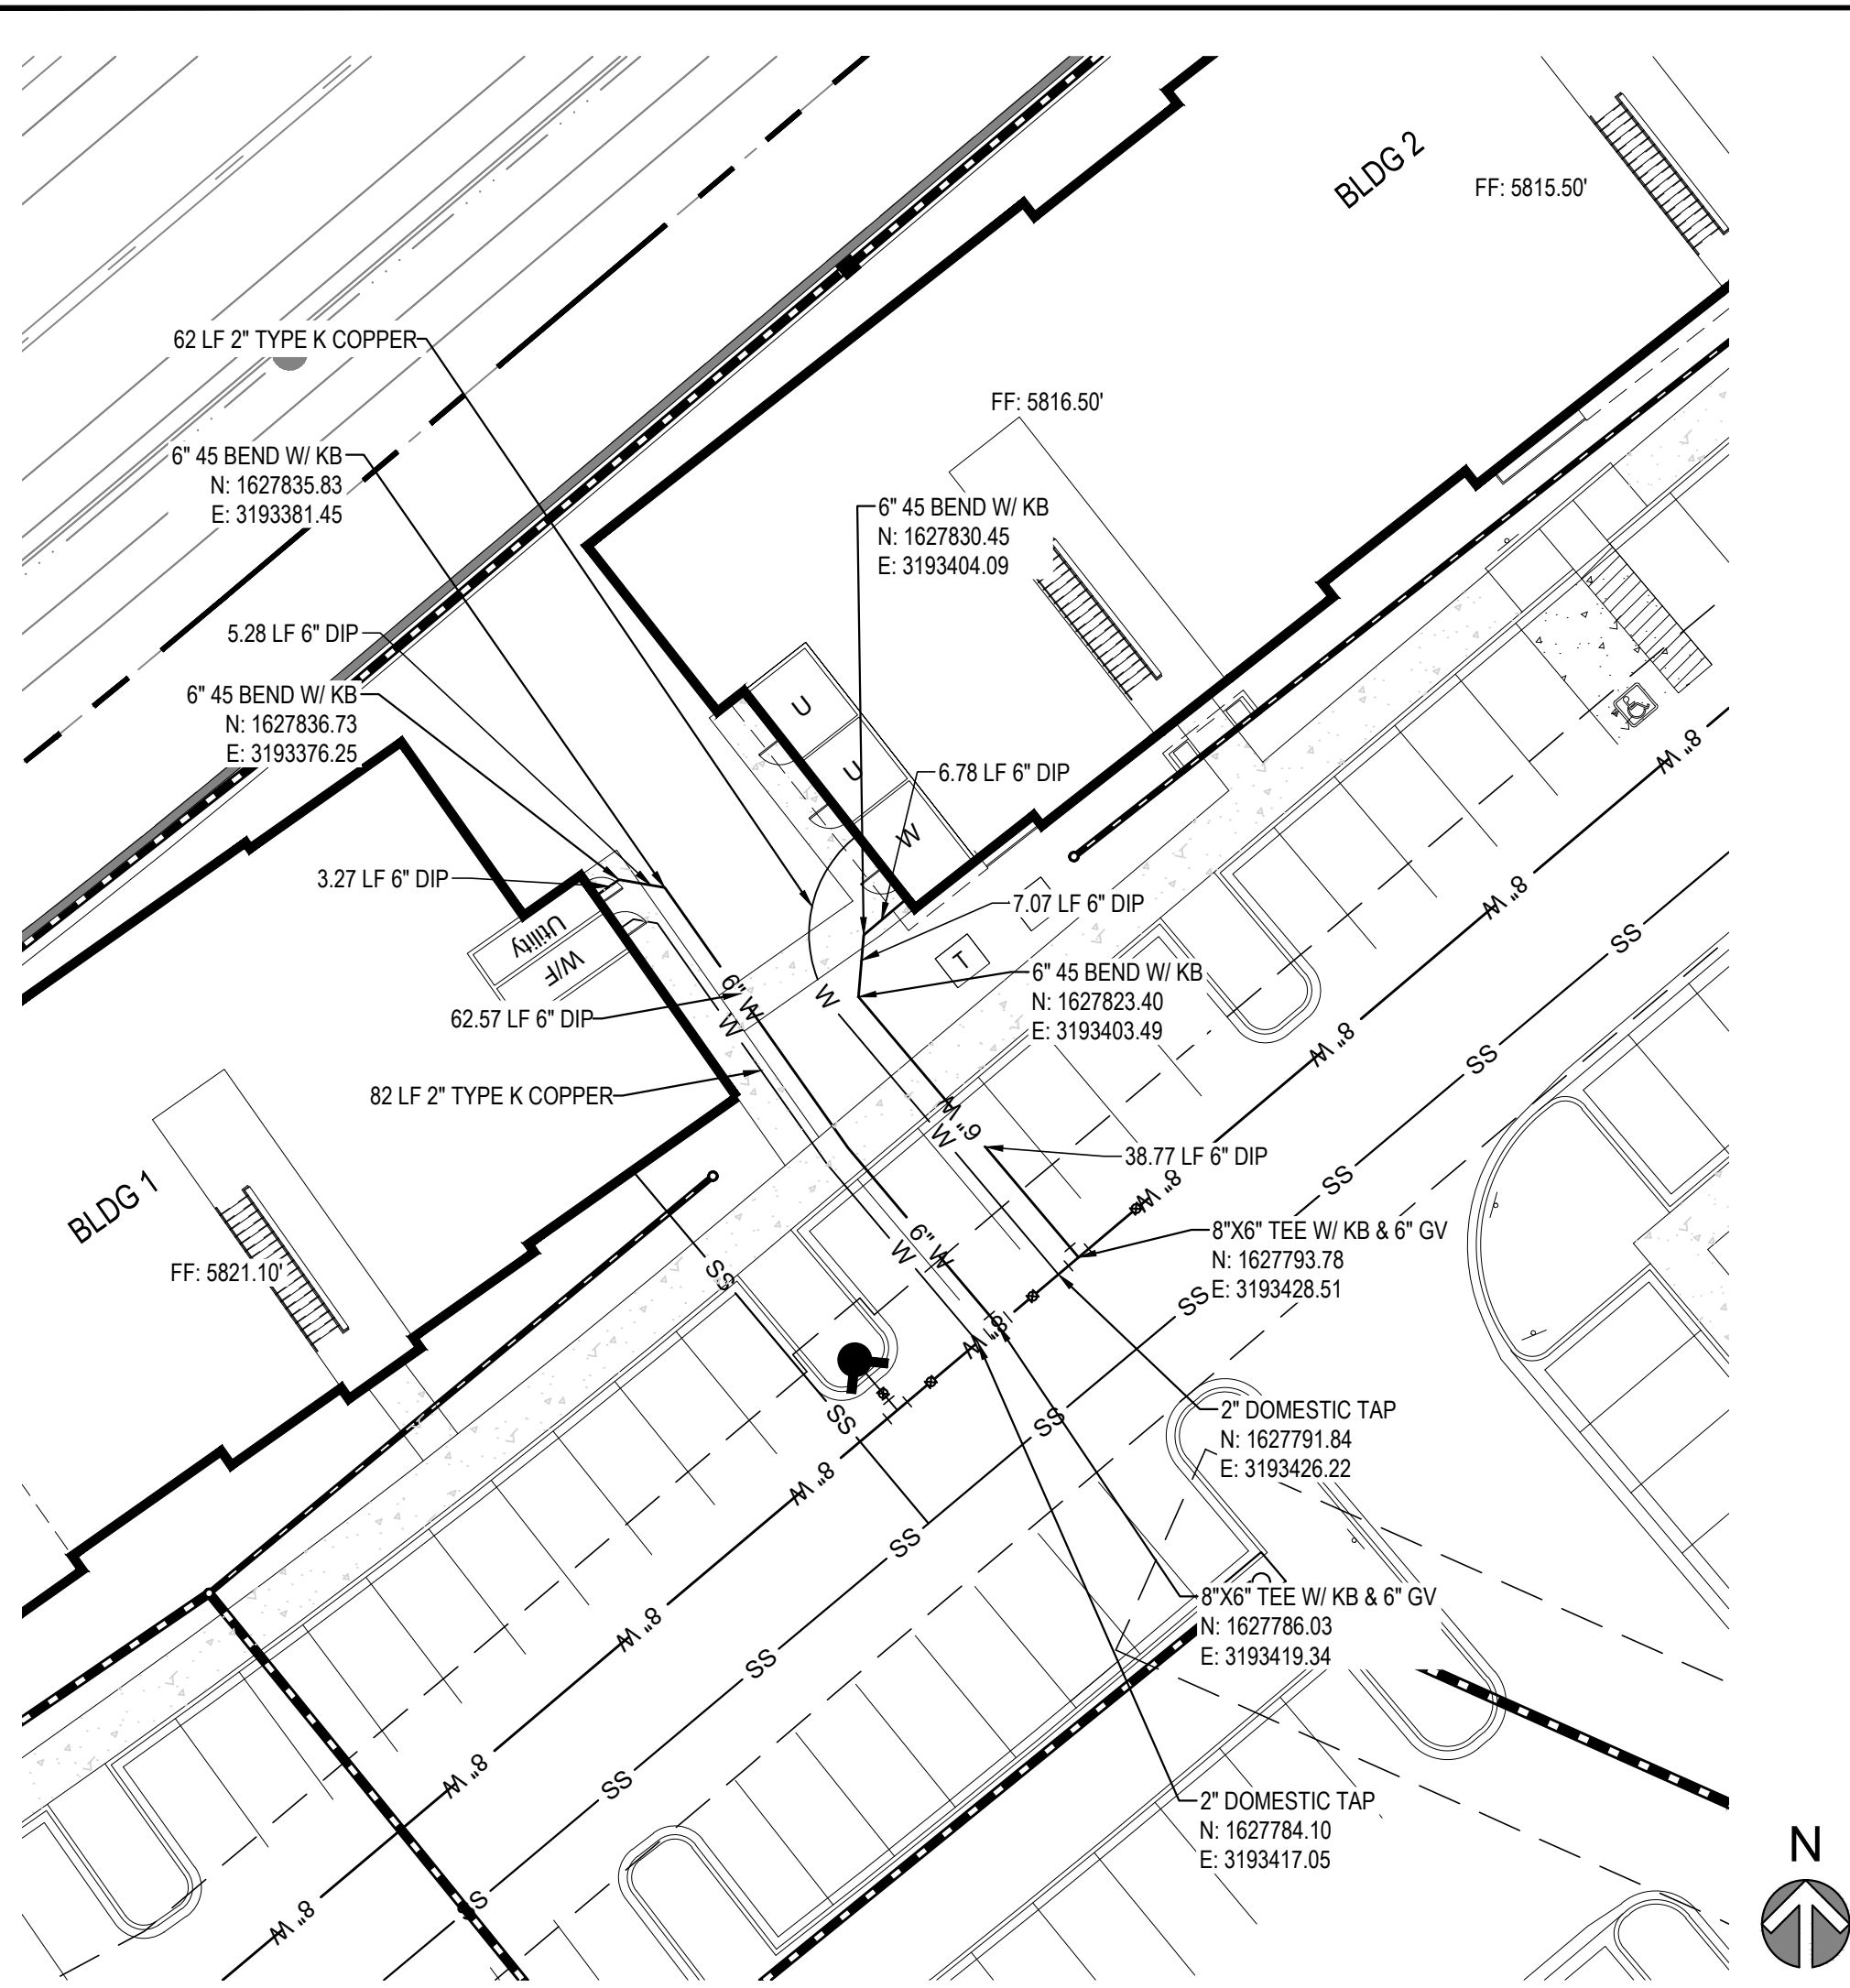 BLDG 2
FF: 5815.50'
62 LF 2" TYPE K COPPER
FF: 5816.50'
6" 45 BEND W/ KB
N: 1627835.83
E: 3193381.45
6" 45 BEND W/ KB
N: 1627830.45
E: 3193404.09
5.28 LF 6" DIP
6" 45 BEND W/ KB
N: 1627836.73
E: 3193376.25
U
U
W
6.78 LF 6" DIP
8" W
3.27 LF 6" DIP
7.07 LF 6" DIP
8" W
Utility
W/F
SS
T
6" 45 BEND W/ KB
N: 1627823.40
E: 3193403.49
6" W
W
W
62.57 LF 6" DIP
8" W
SS
82 LF 2" TYPE K COPPER
6" W
W
38.77 LF 6" DIP
BLDG 1
8" W
SS
8"X6" TEE W/ KB & 6" GV
N: 1627793.78
E: 3193428.51
6" W
W
SS
FF: 5821.10'
SS
8" W
2" DOMESTIC TAP
N: 1627791.84
E: 3193426.22
SS
SS
8" W
SS
8"X6" TEE W/ KB & 6" GV
N: 1627786.03
E: 3193419.34
8" W
SS
8" W
SS
2" DOMESTIC TAP
N: 1627784.10
E: 3193417.05
N
S
8" W